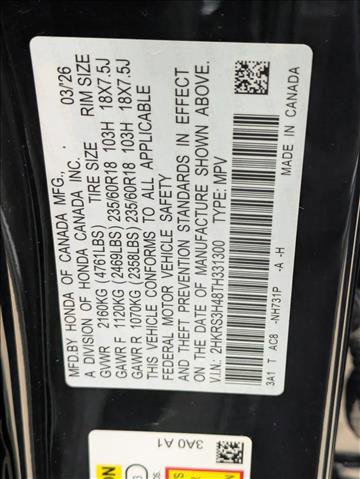 MFD.BY HONDA OF CANADA MFG., 03/'26
A DIVISION OF HONDA CANADA INC.
TIRE SIZE RIM SIZE
GVWR 2160KG (4761LBS)
GAWR F 1120KG (2469LBS) 235/60R18 103H 18X7.5J
GAWR R 1070KG (2358LBS) 235/60R18 103H 18X7.5J
THIS VEHICLE CONFORMS TO ALL APPLICABLE
FEDERAL MOTOR VEHICLE SAFETY
AND THEFT PREVENTION STANDARDS IN EFFECT
ON THE DATE OF MANUFACTURE SHOWN ABOVE.
V.I.N.: 2HKRS3H48TH331300 TYPE: MPV
3A1 T AC8 -NH731P -A -H MADE IN CANADA
3A0 A1